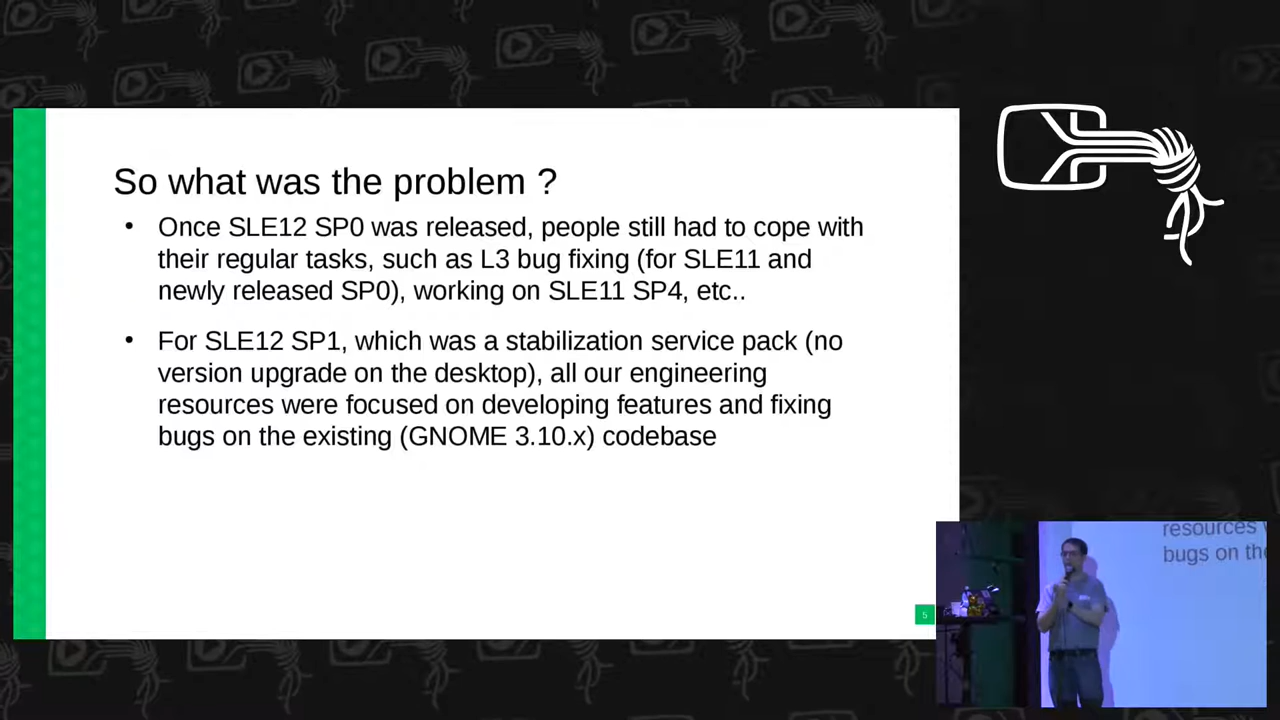 So what was the problem ?
• Once SLE12 SP0 was released, people still had to cope with
their regular tasks, such as L3 bug fixing (for SLE11 and
newly released SP0), working on SLE11 SP4, etc..
• For SLE12 SP1, which was a stabilization service pack (no
version upgrade on the desktop), all our engineering
resources were focused on developing features and fixing
bugs on the existing (GNOME 3.10.x) codebase
5
resources
bugs on the